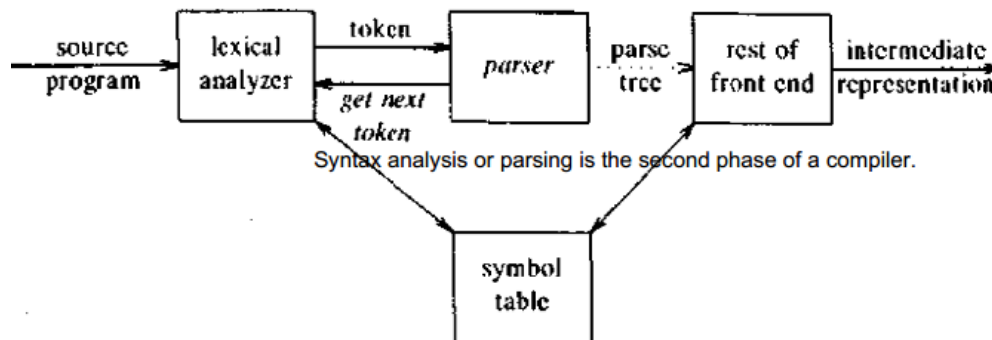 source
program
lexical
analyzer
token
get next
token
parser
parse
tree
rest of
front end
intermediate
representation
Syntax analysis or parsing is the second phase of a compiler.
symbol
table